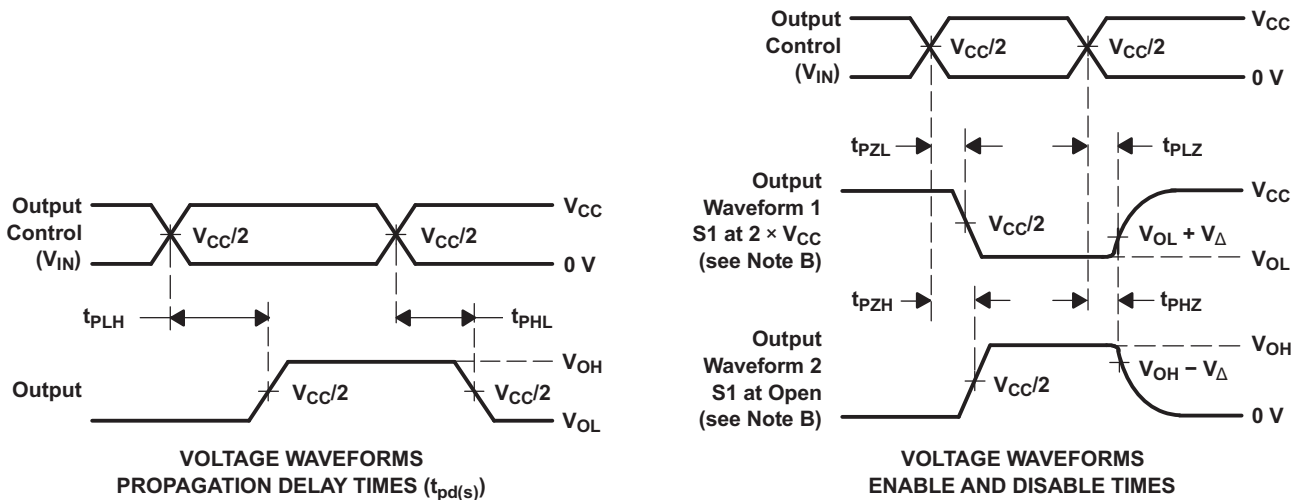 Output
Control
(VIN)
VCC/2
VCC/2
VCC
0 V
tPLH
tPHL
Output
VCC/2
VCC/2
VOH
VOL
VOLTAGE WAVEFORMS
PROPAGATION DELAY TIMES (tpd(s))
Output
Control
(VIN)
VCC/2
VCC/2
VCC
0 V
tPZL
tPLZ
Output
Waveform 1
S1 at 2 × VCC
(see Note B)
VCC/2
VCC
VOL + VΔ
VOL
tPZH
tPHZ
Output
Waveform 2
S1 at Open
(see Note B)
VCC/2
VOH
VOH − VΔ
0 V
VOLTAGE WAVEFORMS
ENABLE AND DISABLE TIMES